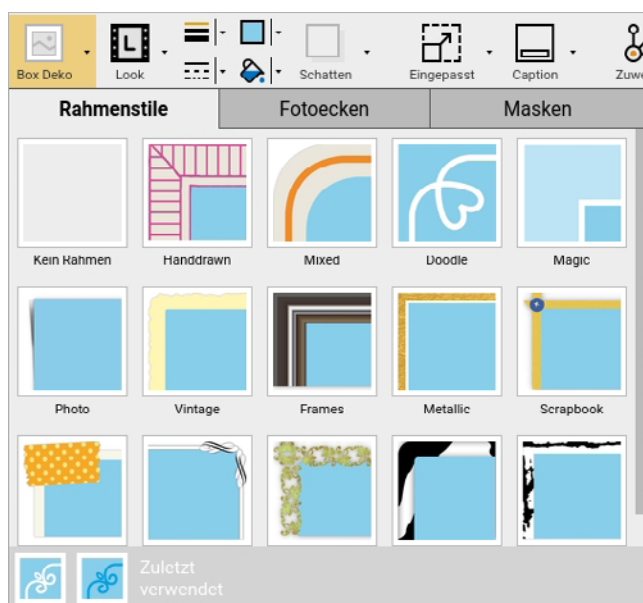 Box Deko
Look
Schatten
Eingepasst
Caption
Zuwe
Rahmenstile
Fotoecken
Masken
Kein Rahmen
Handdrawn
Mixed
Doodle
Magic
Photo
Vintage
Frames
Metallic
Scrapbook
Zuletzt
verwendet